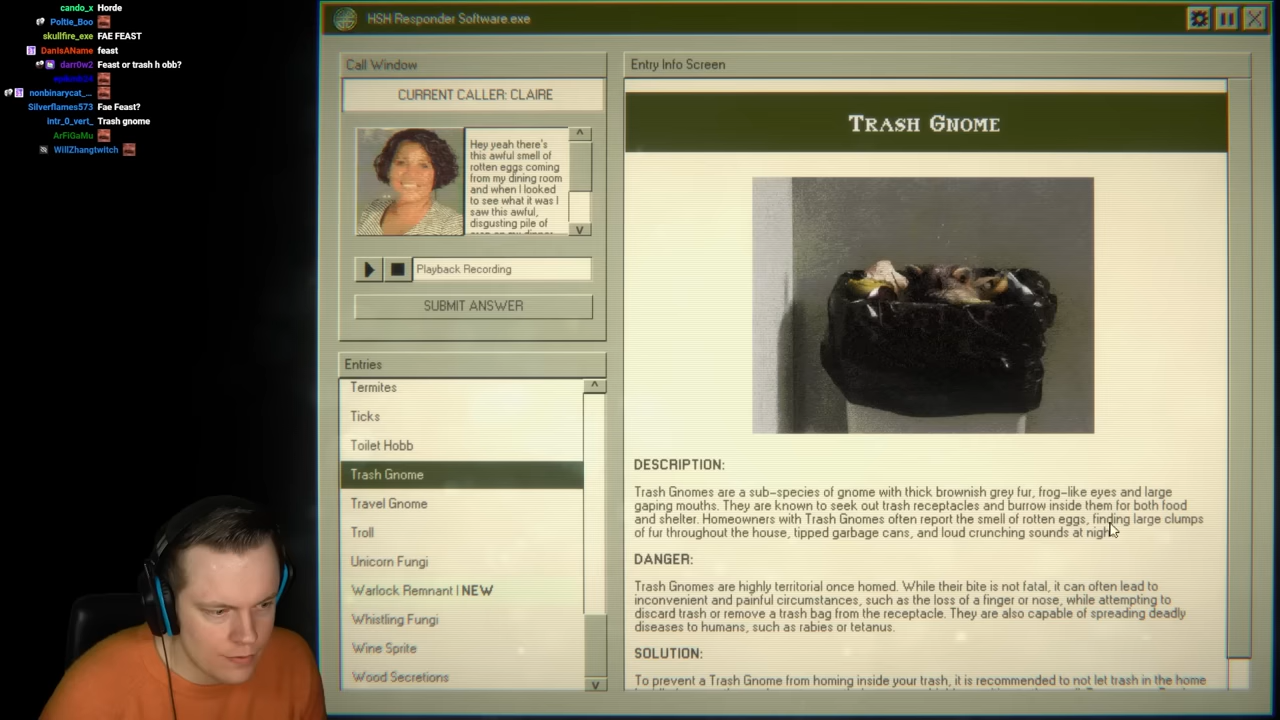 cando_x Horde
Poltie_Boo
skullfire_exe FAE FEAST
DanIsAName feast
darr0w2 Feast or trash h obb?
nonbinarycat_...
Silverflames573 Fae Feast?
intr_0_vert_ Trash gnome
ArFiGaMu
WillZhangtwitch
HSH Responder Software.exe
Call Window
CURRENT CALLER: CLAIRE
Hey yeah there's
this awful smell of
rotten eggs coming
from my dining room
and when I looked
to see what it was I
saw this awful,
disgusting pile of
Playback Recording
SUBMIT ANSWER
Entries
Termites
Ticks
Toilet Hobb
Trash Gnome
Travel Gnome
Troll
Unicorn Fungi
Warlock Remnant | NEW
Whistling Fungi
Wine Sprite
Wood Secretions
Entry Info Screen
TRASH GNOME
DESCRIPTION:
Trash Gnomes are a sub-species of gnome with thick brownish grey fur, frog-like eyes and large
gaping mouths. They are known to seek out trash receptacles and burrow inside them for both food
and shelter. Homeowners with Trash Gnomes often report the smell of rotten eggs, finding large clumps
of fur throughout the house, tipped garbage cans, and loud crunching sounds at night.
DANGER:
Trash Gnomes are highly territorial once homed. While their bite is not fatal, it can often lead to
inconvenient and painful circumstances, such as the loss of a finger or nose, while attempting to
discard trash or remove a trash bag from the receptacle. They are also capable of spreading deadly
diseases to humans, such as rabies or tetanus.
SOLUTION:
To prevent a Trash Gnome from homing inside your trash, it is recommended to not let trash in the home